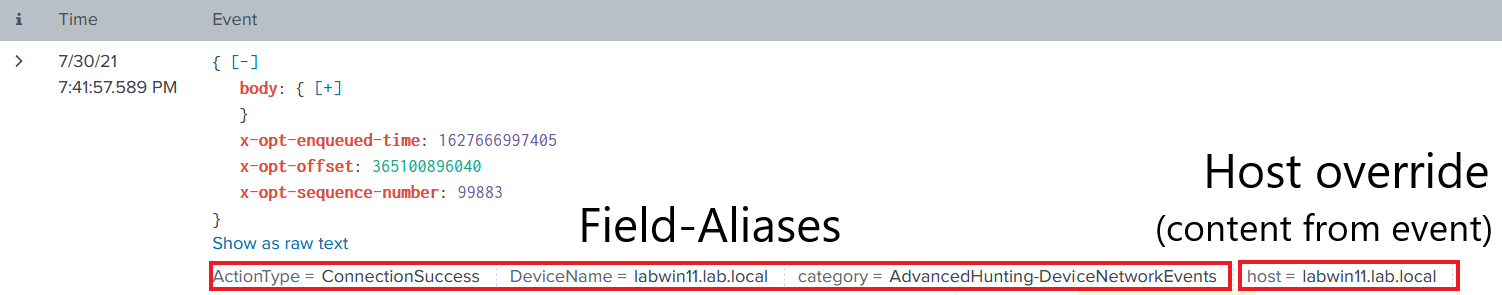 i Time Event
> 7/30/21 { [-]
7:41:57.589 PM body: { [+]
}
x-opt-enqueued-time: 1627666997405
x-opt-offset: 365100896040
x-opt-sequence-number: 99883
}
Show as raw text
Field-Aliases
Host override
(content from event)
ActionType = ConnectionSuccess DeviceName = labwin11.lab.local category = AdvancedHunting-DeviceNetworkEvents host = labwin11.lab.local